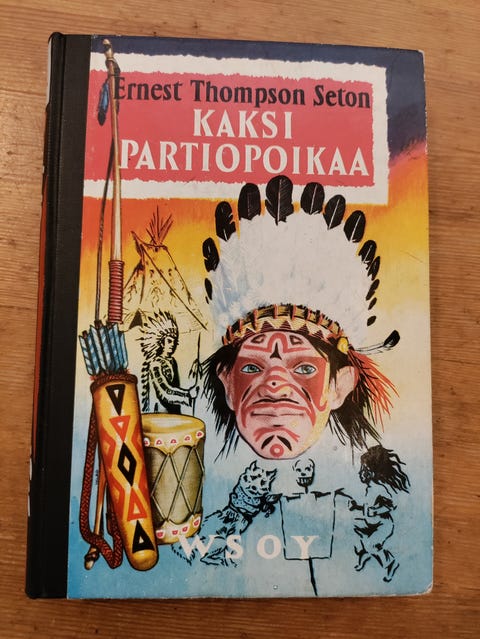 Ernest Thompson Seton
KAKSI
PARTIOPOIKAA
WSOY